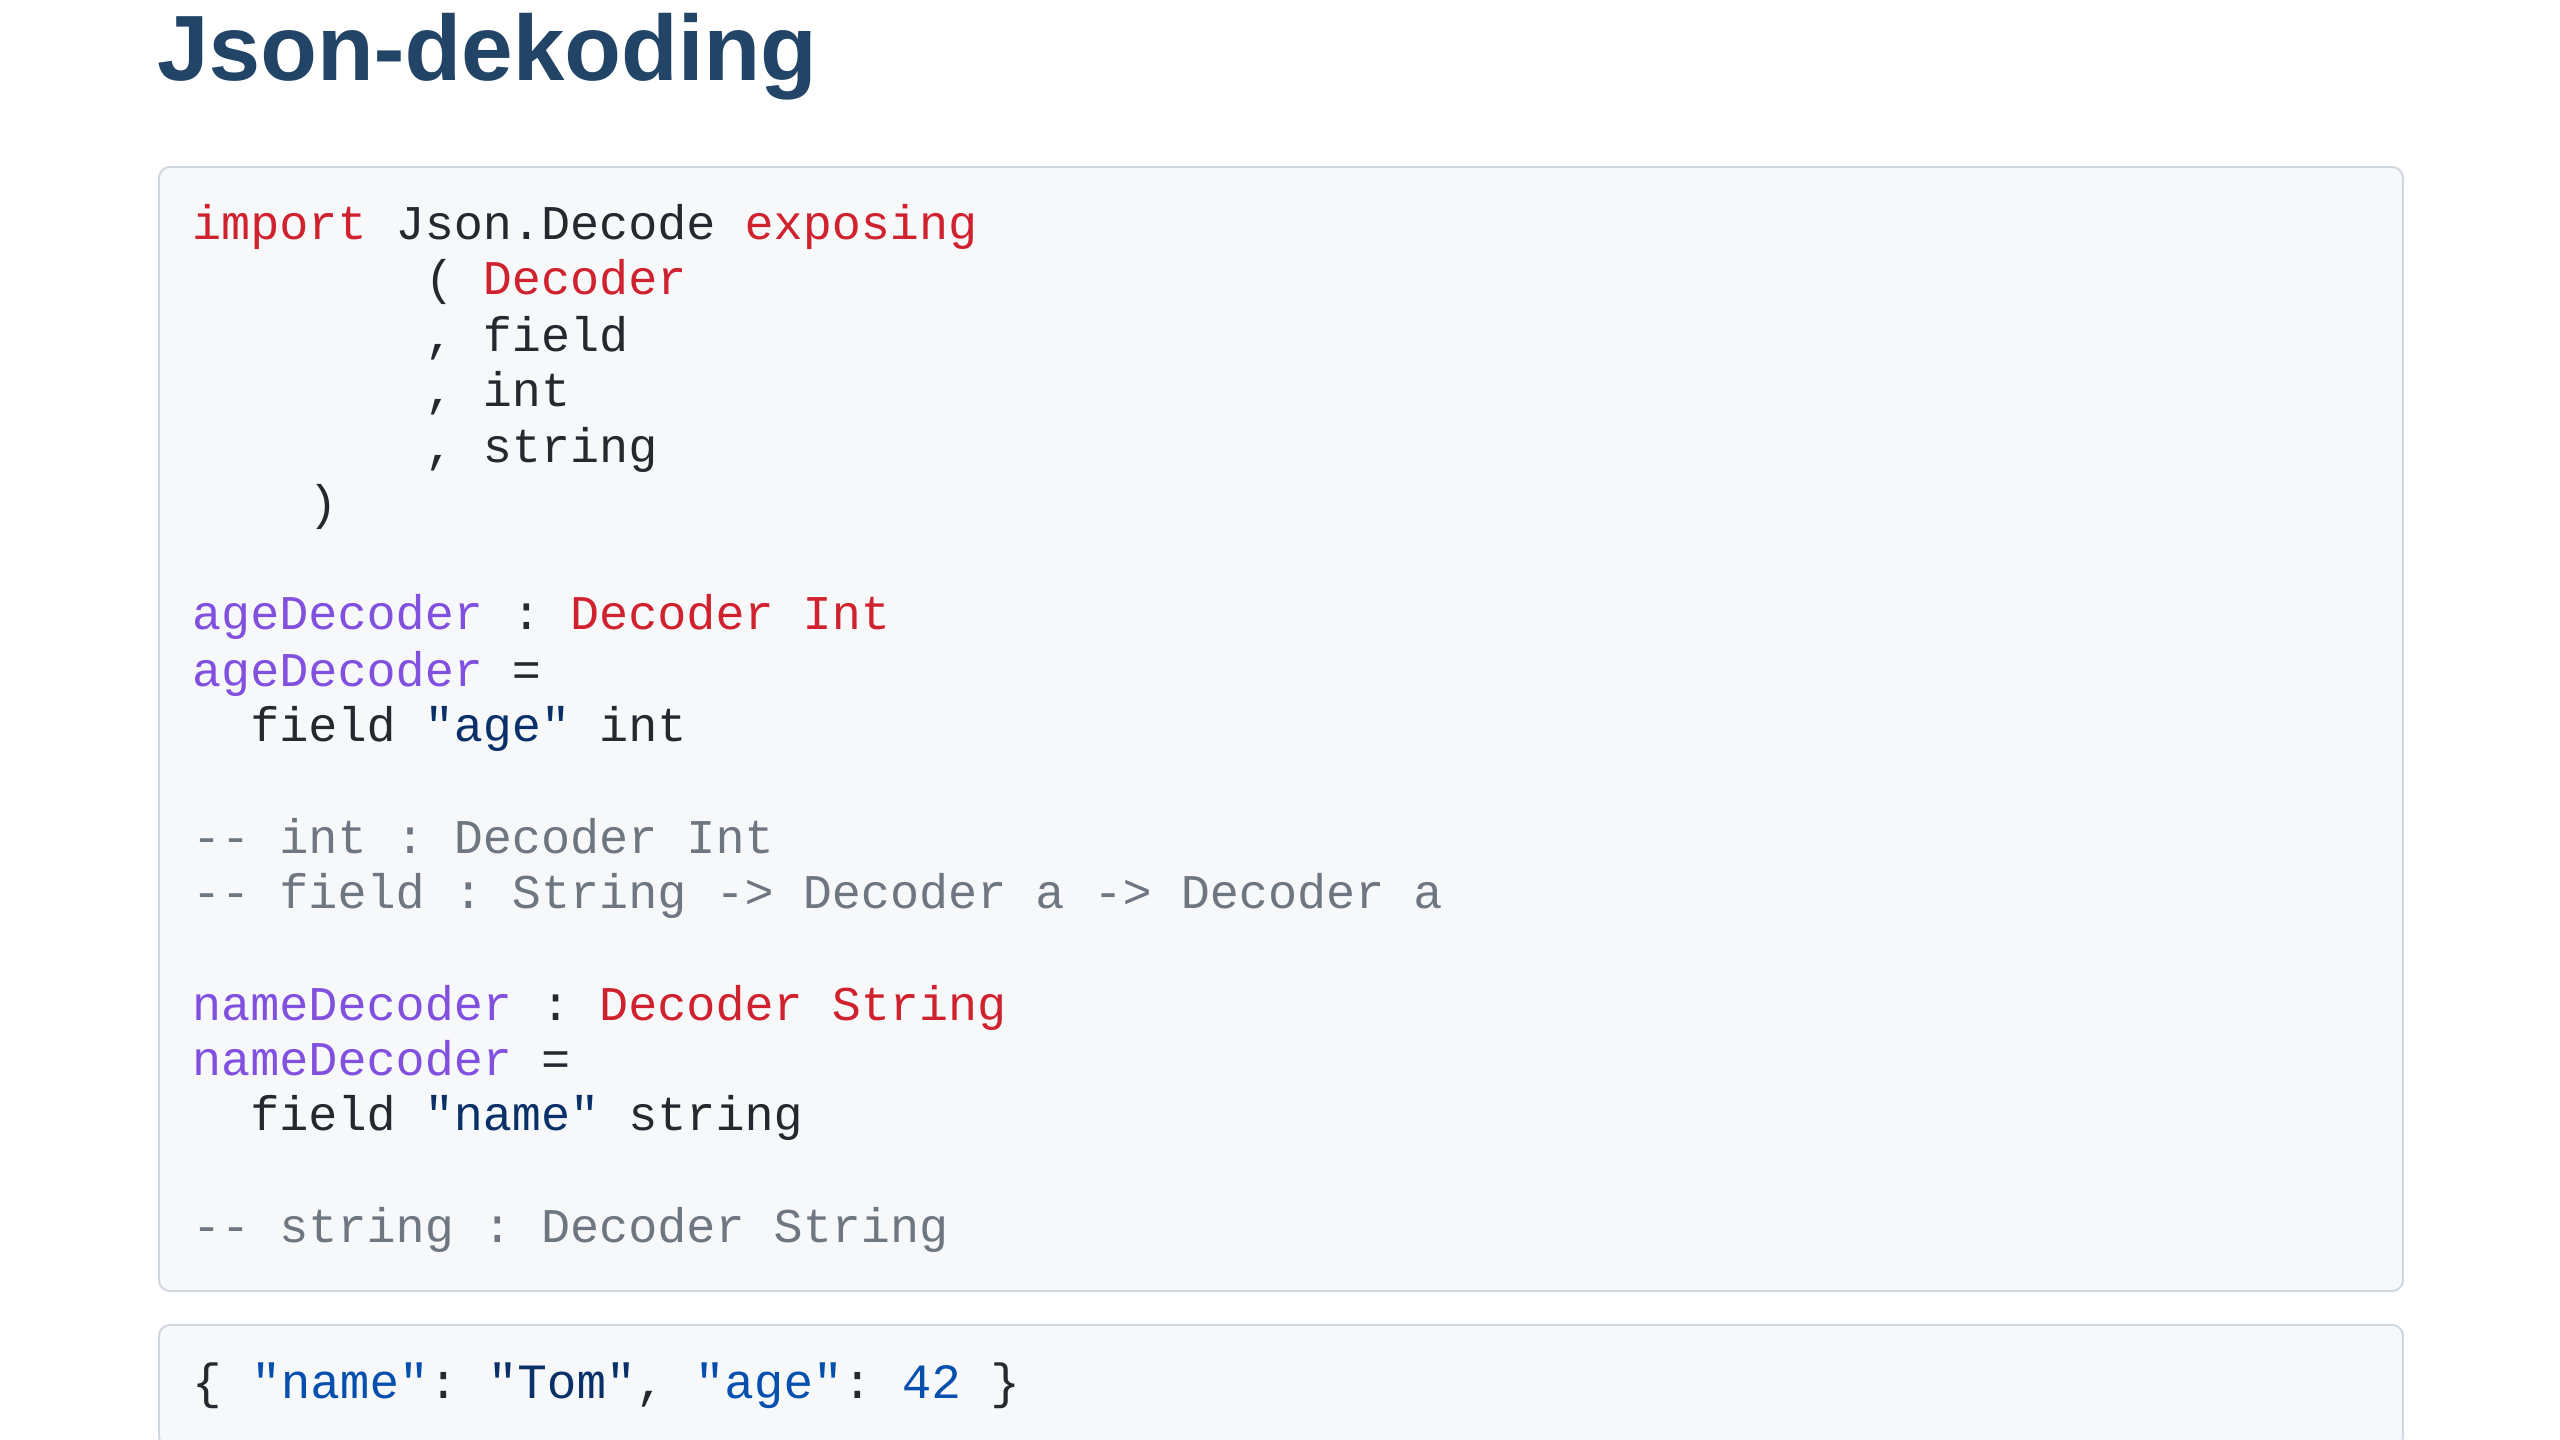 Json-dekoding
import Json.Decode exposing
        ( Decoder
        , field
        , int
        , string
    )
ageDecoder : Decoder Int
ageDecoder =
  field "age" int
-- int : Decoder Int
-- field : String -> Decoder a -> Decoder a
nameDecoder : Decoder String
nameDecoder =
  field "name" string
-- string : Decoder String
{ "name": "Tom", "age": 42 }